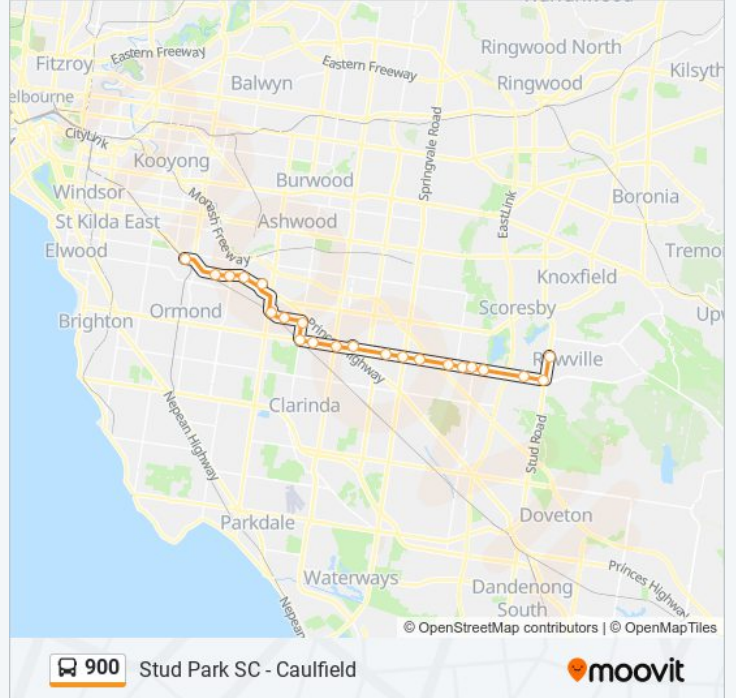 Warrandwood
Eastern Freeway
Ringwood North
Fitzroy
Eastern Freeway
Kilsyth
Balwyn
Ringwood
elbourne
CityLink
Springvale Road
Kooyong
Burwood
EastLink
Boronia
Windsor
Monash Freeway
St Kilda East
Ashwood
Elwood
Tremo
Knoxfield
Scoresby
Ormond
Upw
Brighton
Princes Highway
Rowville
Clarinda
Nepean Highway
Stud Road
Doveton
Parkdale
Waterways
Princes Highway
Dandenong
South
Nepean
© OpenStreetMap contributors | © OpenMapTiles
900 Stud Park SC - Caulfield
moovit